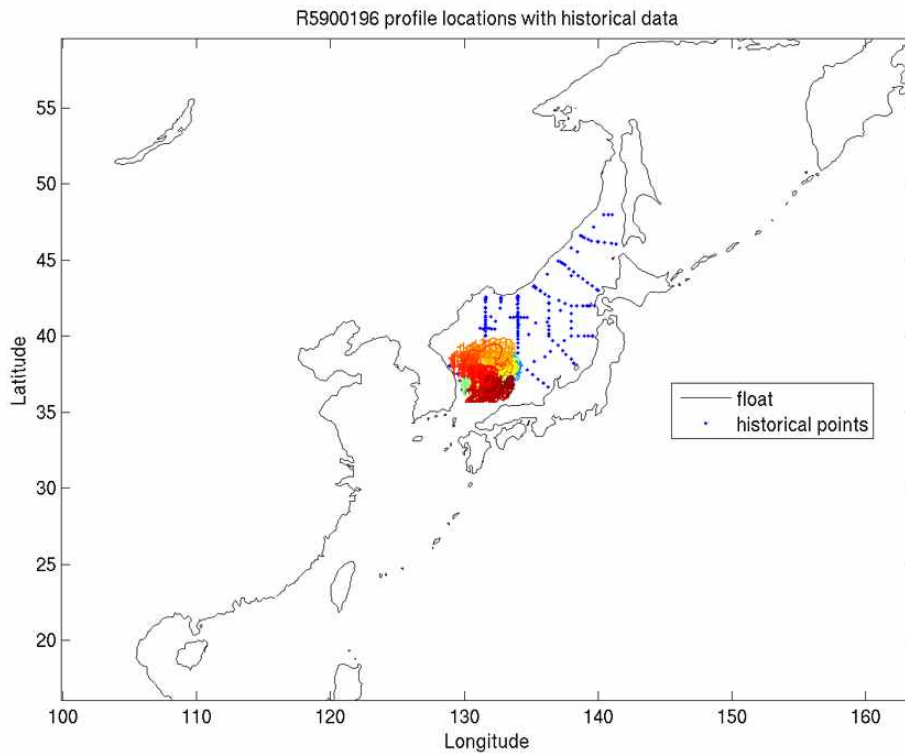 R5900196 profile locations with historical data
55
50
45
40
35
30
25
20
Latitude
float
historical points
100 110 120 130 140 150 160
Longitude